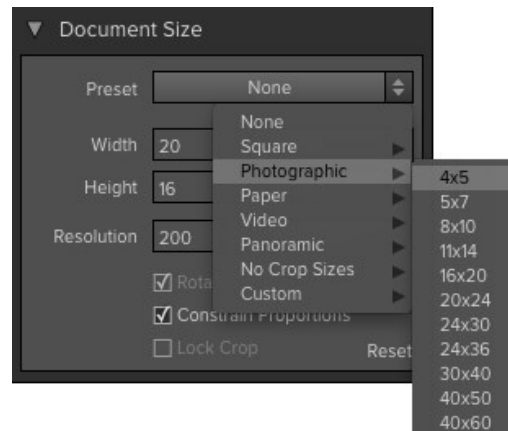 Document Size
Preset None
None
Width 20
Square
Photographic
Height 16
Paper
Video
Resolution 200
Panoramic
No Crop Sizes
Custom
Constrain Proportions
Lock Crop Reset
4x5
5x7
8x10
11x14
16x20
20x24
24x30
24x36
30x40
40x50
40x60